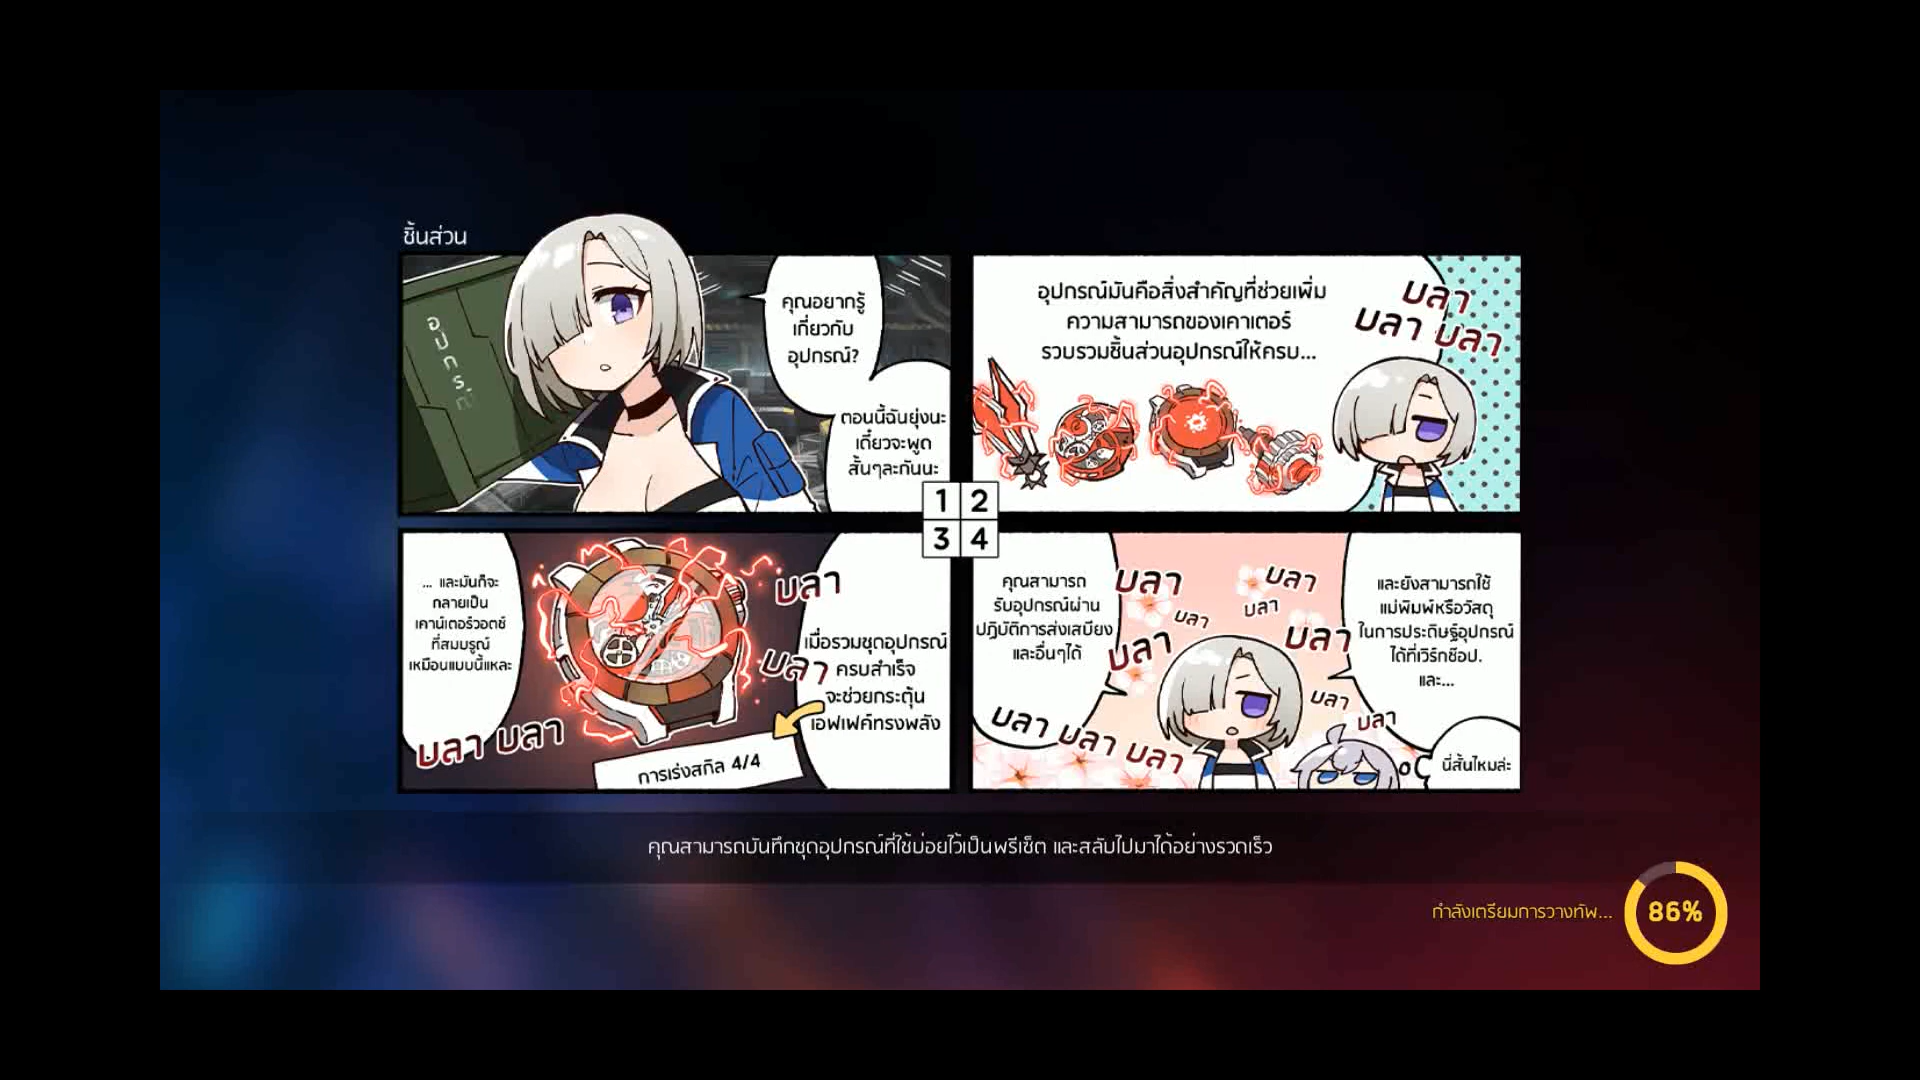 ชิ้นส่วน
อุปกรณ์
คุณอยากรู้
เกี่ยวกับ
อุปกรณ์?
ตอนนี้ฉันยุ่งนะ
เดี๋ยวจะพูด
สั้นๆละกันนะ
อุปกรณ์มันคือสิ่งสำคัญที่ช่วยเพิ่ม
ความสามารถของเคาเตอร์
รวบรวมชิ้นส่วนอุปกรณ์ให้ครบ...
บลา
บลา บลา
1 2
3 4
... และมันก็จะ
กลายเป็น
เคาน์เตอร์วอตช์
ที่สมบรูณ์
เหมือนแบบนี้แหละ
บลา บลา
บลา
บลา
เมื่อรวมชุดอุปกรณ์
ครบสำเร็จ
จะช่วยกระตุ้น
เอฟเฟค์ทรงพลัง
การเร่งสกิล 4/4
คุณสามารถ
รับอุปกรณ์ผ่าน
ปฏิบัติการส่งเสบียง
และอื่นๆได้
บลา
บลา
บลา
บลา
บลา
บลา
บลา
บลา
บลา บลา บลา
และยังสามารถใช้
แม่พิมพ์หรือวัสดุ
ในการประดิษฐ์อุปกรณ์
ได้ที่เวิร์กช็อป.
และ...
นี่สั้นไหมล่ะ
คุณสามารถบันทึกชุดอุปกรณ์ที่ใช้บ่อยไว้เป็นพรีเซ็ต และสลับไปมาได้อย่างรวดเร็ว
กำลังเตรียมการวางทัพ...
86%